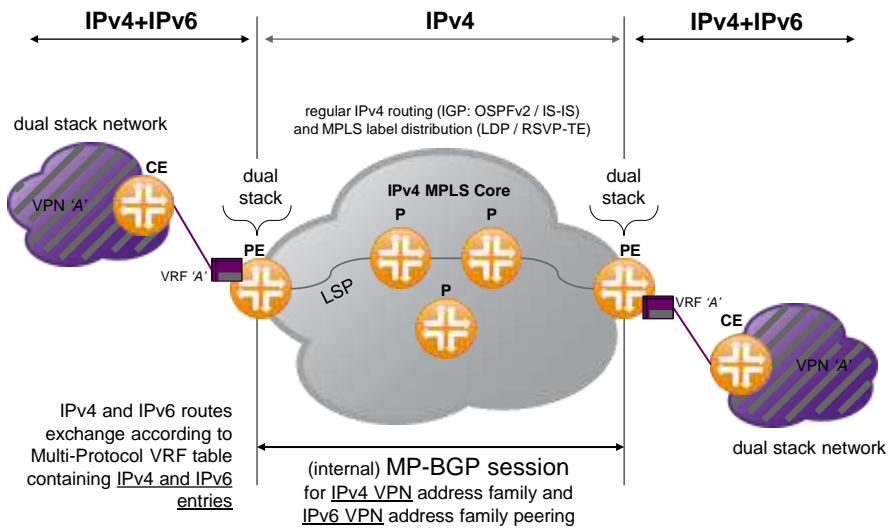 IPv4+IPv6
IPv4
IPv4+IPv6
regular IPv4 routing (IGP: OSPFv2 / IS-IS)
and MPLS label distribution (LDP / RSVP-TE)
dual stack network
CE
VPN ‘A’
dual
stack
PE
VRF ‘A’
IPv4 MPLS Core
P
P
P
LSP
dual
stack
PE
VRF ‘A’
CE
VPN ‘A’
dual stack network
IPv4 and IPv6 routes
exchange according to
Multi-Protocol VRF table
containing IPv4 and IPv6
entries
(internal) MP-BGP session
for IPv4 VPN address family and
IPv6 VPN address family peering